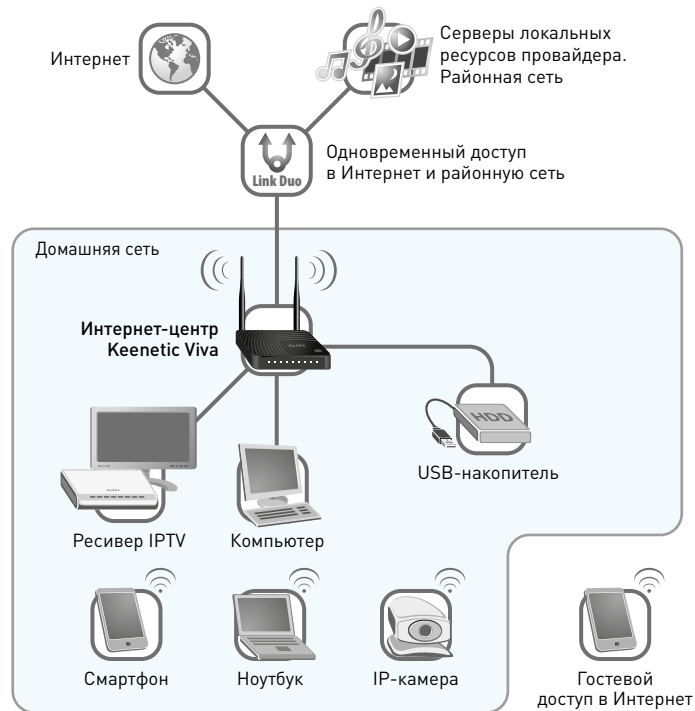 Интернет
Серверы локальных
ресурсов провайдера.
Районная сеть
Link Duo
Одновременный доступ
в Интернет и районную сеть
Домашняя сеть
Интернет-центр
Keenetic Viva
HDD
USB-накопитель
Ресивер IPTV
Компьютер
Смартфон
Ноутбук
IP-камера
Гостевой
доступ в Интернет